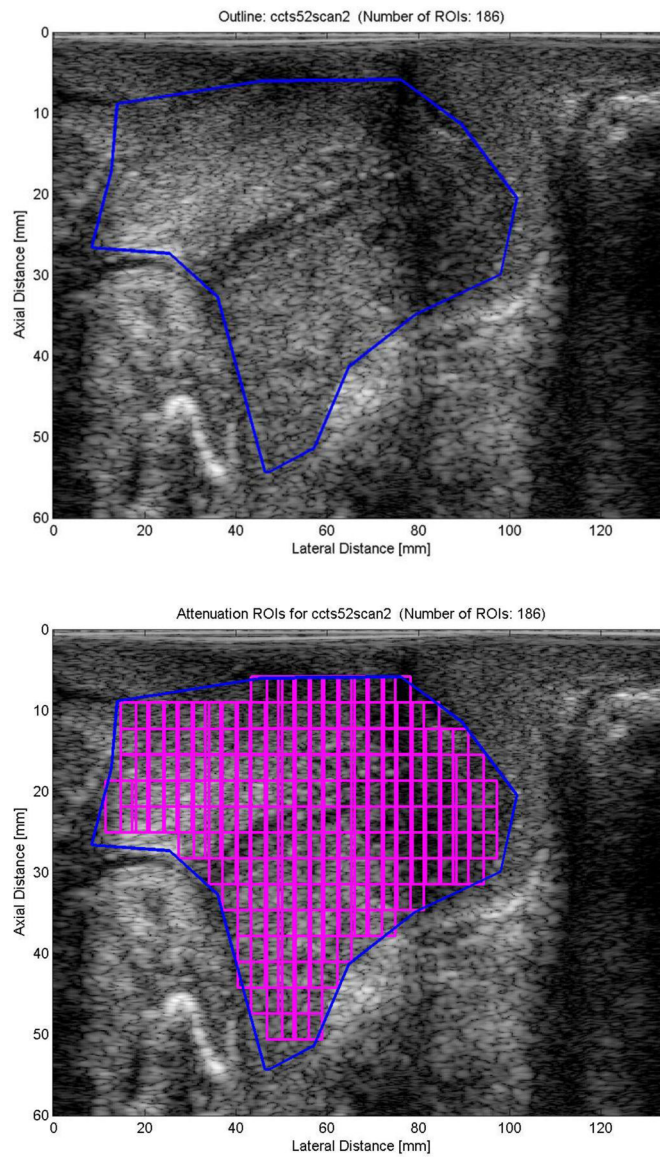 Outline: ccts52scan2 (Number of ROIs: 186)
0
10
20
30
40
50
60
Axial Distance [mm]
0 20 40 60 80 100 120
Lateral Distance [mm]
Attenuation ROIs for ccts52scan2 (Number of ROIs: 186)
0
10
20
30
40
50
60
Axial Distance [mm]
0 20 40 60 80 100 120
Lateral Distance [mm]